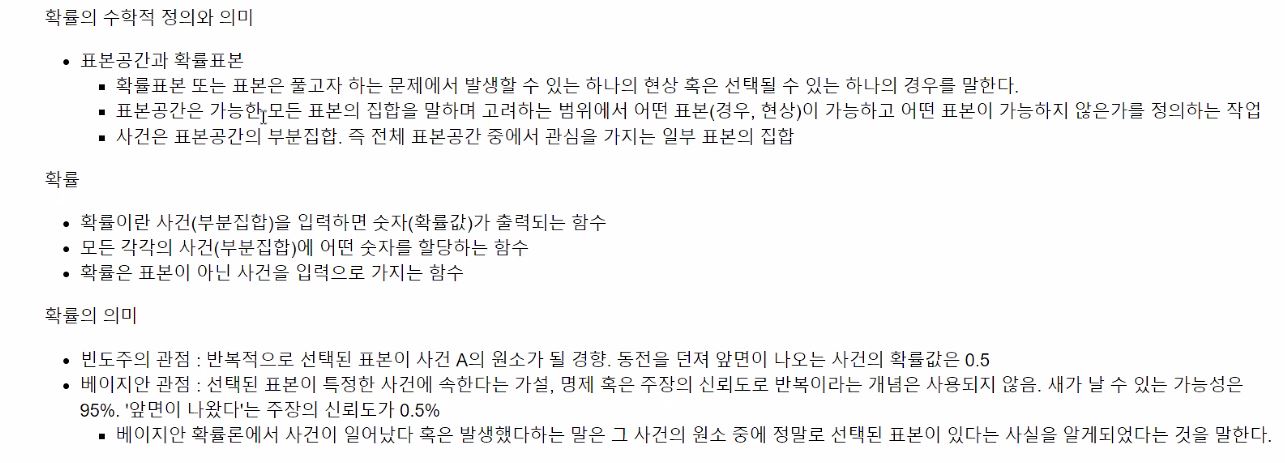 확률의 수학적 정의와 의미
• 표본공간과 확률표본
▪ 확률표본 또는 표본은 풀고자 하는 문제에서 발생할 수 있는 하나의 현상 혹은 선택될 수 있는 하나의 경우를 말한다.
▪ 표본공간은 가능한 모든 표본의 집합을 말하며 고려하는 범위에서 어떤 표본(경우, 현상)이 가능하고 어떤 표본이 가능하지 않은가를 정의하는 작업
▪ 사건은 표본공간의 부분집합. 즉 전체 표본공간 중에서 관심을 가지는 일부 표본의 집합
확률
• 확률이란 사건(부분집합)을 입력하면 숫자(확률값)가 출력되는 함수
• 모든 각각의 사건(부분집합)에 어떤 숫자를 할당하는 함수
• 확률은 표본이 아닌 사건을 입력으로 가지는 함수
확률의 의미
• 빈도주의 관점 : 반복적으로 선택된 표본이 사건 A의 원소가 될 경향. 동전을 던져 앞면이 나오는 사건의 확률값은 0.5
• 베이지안 관점 : 선택된 표본이 특정한 사건에 속한다는 가설, 명제 혹은 주장의 신뢰도로 반복이라는 개념은 사용되지 않음. 새가 날 수 있는 가능성은
95%. '앞면이 나왔다'는 주장의 신뢰도가 0.5%
▪ 베이지안 확률론에서 사건이 일어났다 혹은 발생했다하는 말은 그 사건의 원소 중에 정말로 선택된 표본이 있다는 사실을 알게되었다는 것을 말한다.